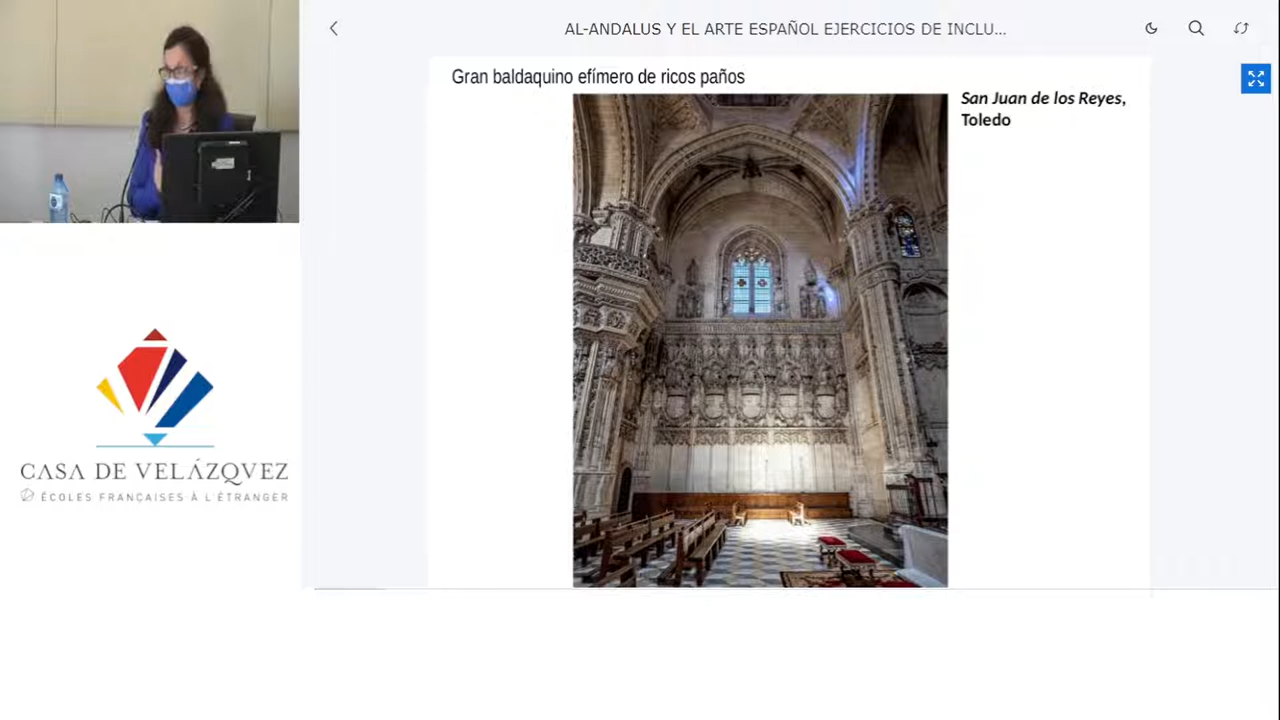 AL-ANDALUS Y EL ARTE ESPAÑOL EJERCICIOS DE INCLU...
Gran baldaquino efímero de ricos paños
San Juan de los Reyes,
Toledo
CASA DE VELÁZQVEZ
ÉCOLES FRANÇAISES À L'ÉTRANGER